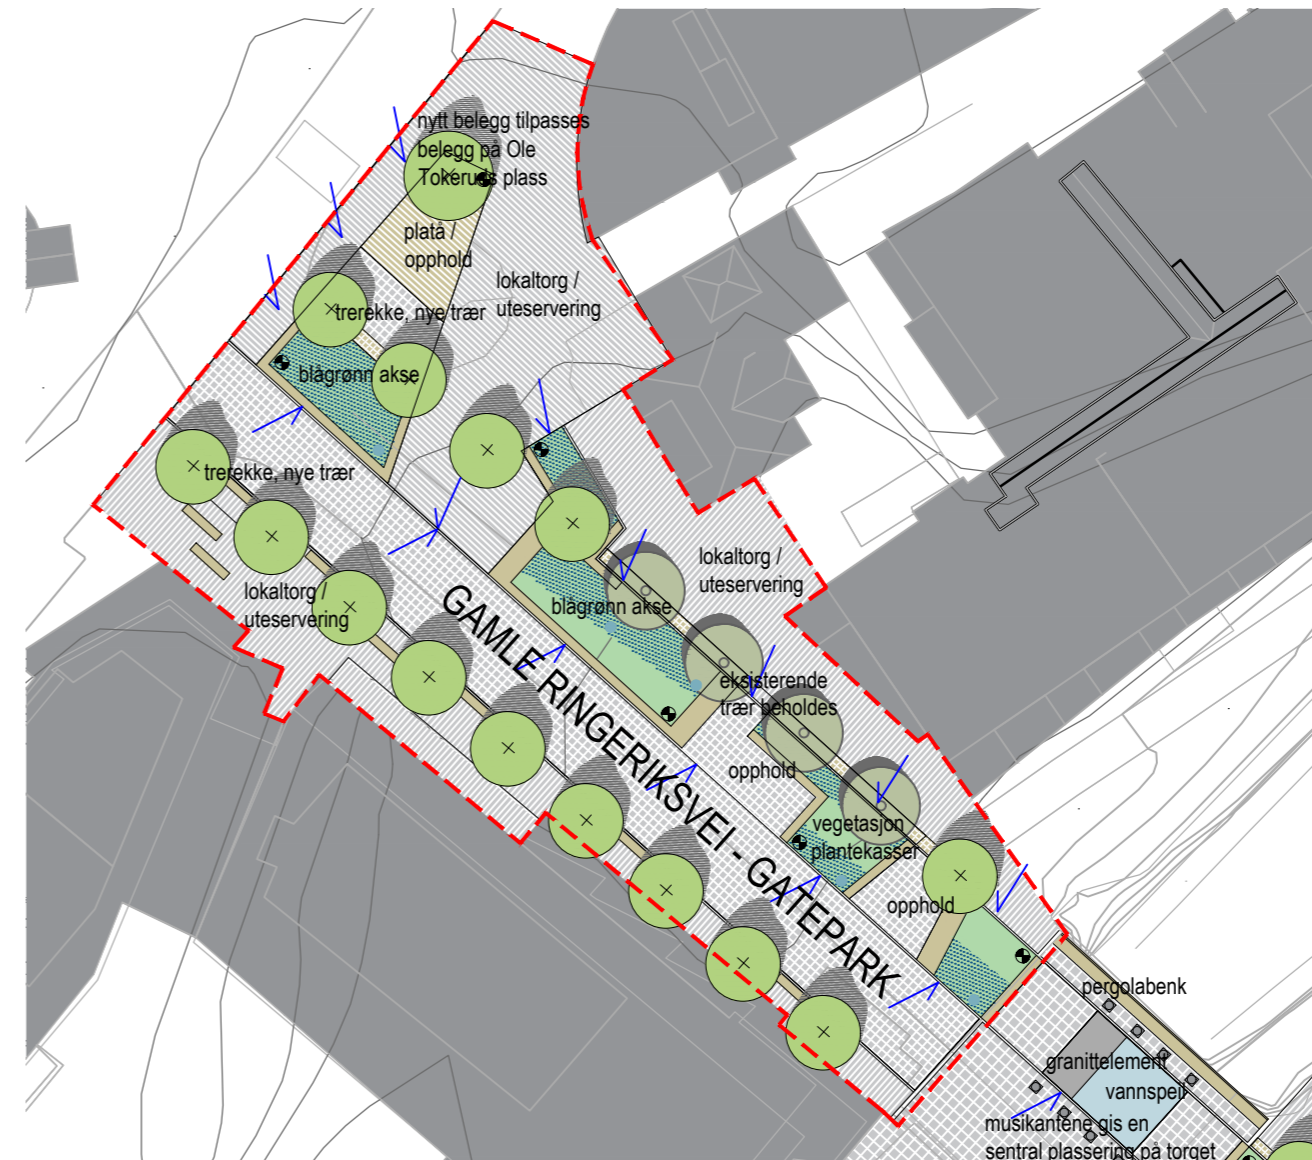 nytt belegg tilpasses
belegg på Ole
Tokeruds plass
platå /
opphold
lokaltorg /
uteservering
trerekke, nye trær
blågrønn akse
trerekke, nye trær
lokaltorg /
uteservering
lokaltorg /
uteservering
blågrønn akse
GAMLE RINGERIKSVEI - GATEPARK
eksisterende
trær beholdes
opphold
vegetasjon
plantekasser
opphold
pergolabenk
granittelement
vannspeil
musikantene gis en
sentral plassering på torget